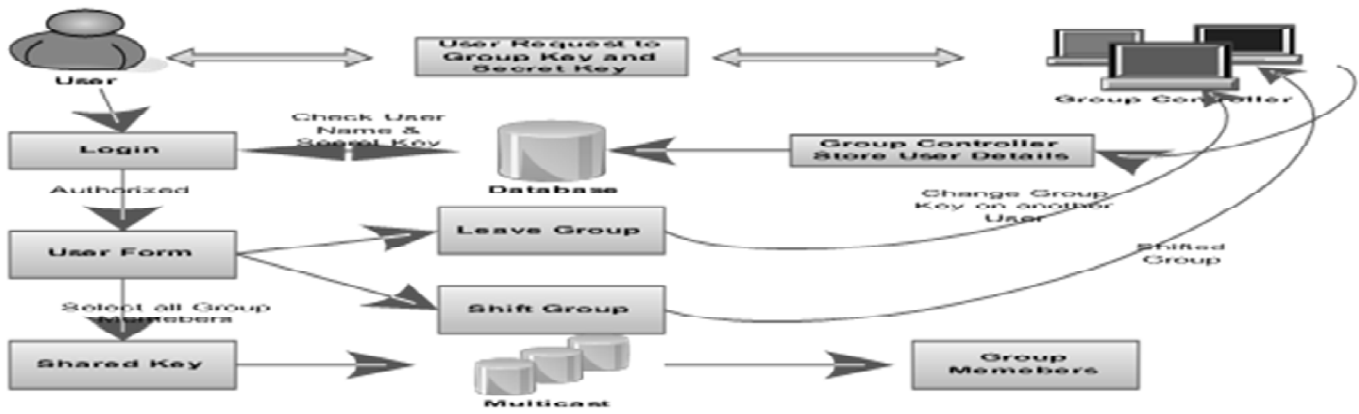 User Request to
Group Key and
Secret Key
User
Group Controller
Check User
Name &
Secret Key
Login
Group Controller
Store User Details
Authorized
Database
Change Group
Key on another
User
Leave Group
User Form
Shifted
Group
Select all Group
Memebers
Shift Group
Shared Key
Group
Memebers
Multicast